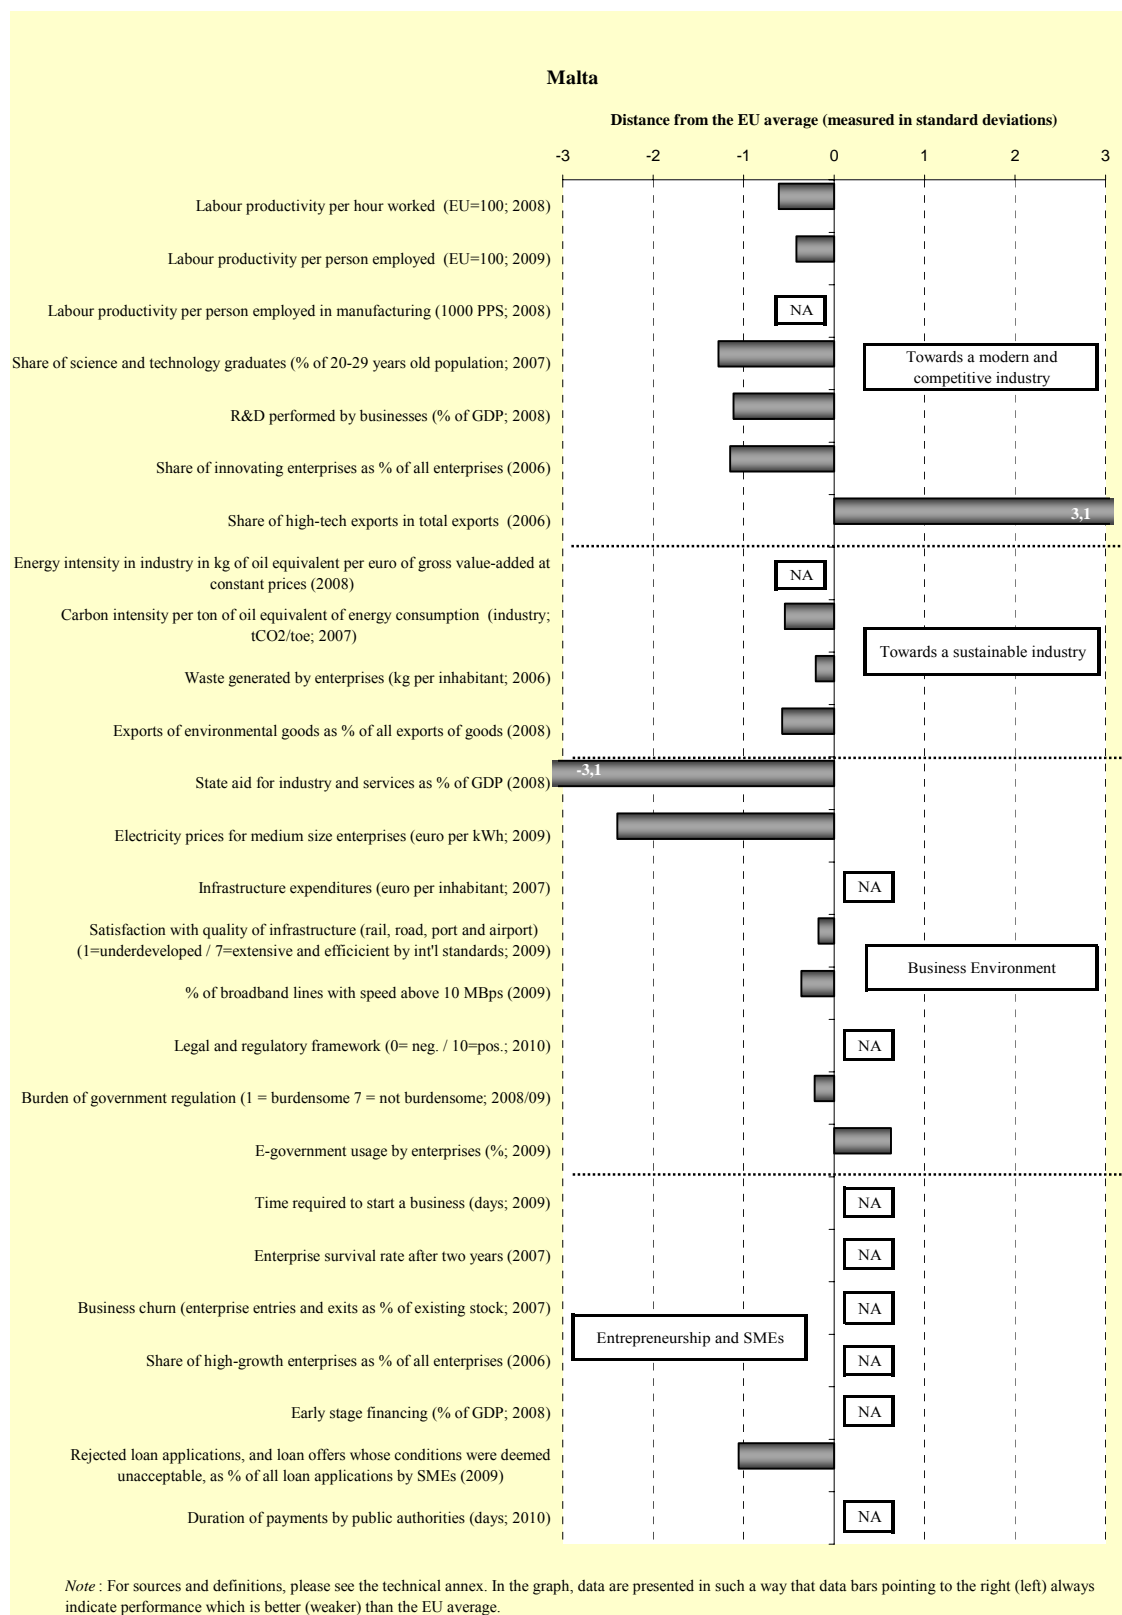 Malta
Distance from the EU average (measured in standard deviations)
-3 -2 -1 0 1 2 3
Labour productivity per hour worked (EU=100; 2008)
Labour productivity per person employed (EU=100; 2009)
Labour productivity per person employed in manufacturing (1000 PPS; 2008)
NA
Share of science and technology graduates (% of 20-29 years old population; 2007)
Towards a modern and
competitive industry
R&D performed by businesses (% of GDP; 2008)
Share of innovating enterprises as % of all enterprises (2006)
Share of high-tech exports in total exports (2006)
3,1
Energy intensity in industry in kg of oil equivalent per euro of gross value-added at
constant prices (2008)
NA
Carbon intensity per ton of oil equivalent of energy consumption (industry;
tCO2/toe; 2007)
Towards a sustainable industry
Waste generated by enterprises (kg per inhabitant; 2006)
Exports of environmental goods as % of all exports of goods (2008)
State aid for industry and services as % of GDP (2008)
-3,1
Electricity prices for medium size enterprises (euro per kWh; 2009)
Infrastructure expenditures (euro per inhabitant; 2007)
NA
Satisfaction with quality of infrastructure (rail, road, port and airport)
(1=underdeveloped / 7=extensive and efficicient by int'l standards; 2009)
Business Environment
% of broadband lines with speed above 10 MBps (2009)
Legal and regulatory framework (0= neg. / 10=pos.; 2010)
NA
Burden of government regulation (1 = burdensome 7 = not burdensome; 2008/09)
E-government usage by enterprises (%; 2009)
Time required to start a business (days; 2009)
NA
Enterprise survival rate after two years (2007)
NA
Business churn (enterprise entries and exits as % of existing stock; 2007)
NA
Entrepreneurship and SMEs
Share of high-growth enterprises as % of all enterprises (2006)
NA
Early stage financing (% of GDP; 2008)
NA
Rejected loan applications, and loan offers whose conditions were deemed
unacceptable, as % of all loan applications by SMEs (2009)
Duration of payments by public authorities (days; 2010)
NA
Note : For sources and definitions, please see the technical annex. In the graph, data are presented in such a way that data bars pointing to the right (left) always
indicate performance which is better (weaker) than the EU average.